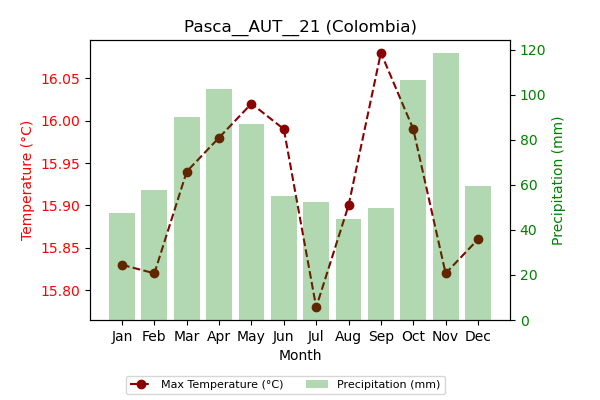 Pasca__AUT__21 (Colombia)
Temperature (°C)
16.05
16.00
15.95
15.90
15.85
15.80
120
100
80
60
40
20
0
Precipitation (mm)
Jan Feb Mar Apr May Jun Jul Aug Sep Oct Nov Dec
Month
Max Temperature (°C) Precipitation (mm)